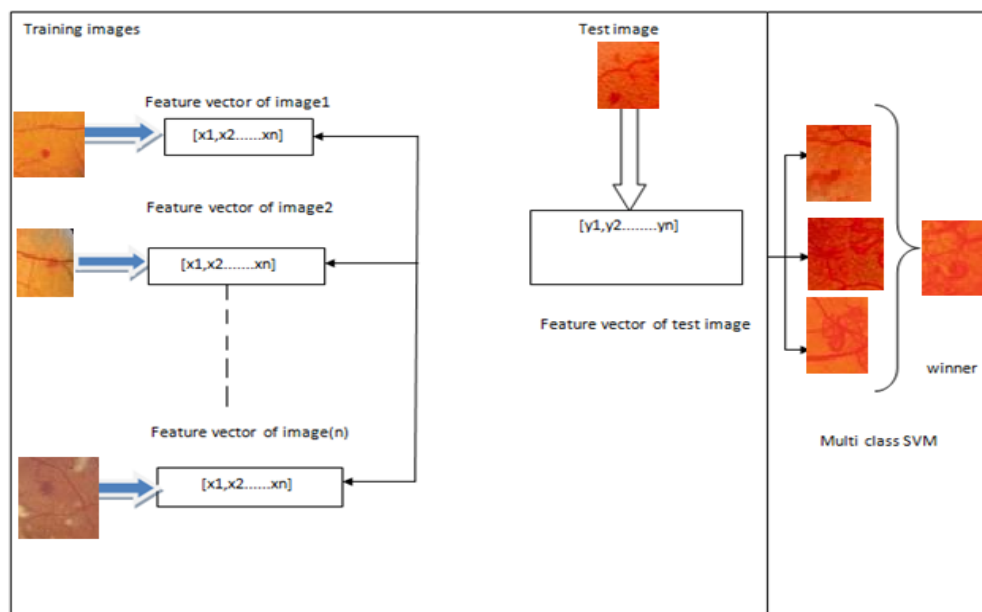 Training images
Test image
Feature vector of image1
[x1,x2......xn]
Feature vector of image2
[x1,x2.......xn]
[y1,y2........yn]
Feature vector of test image
winner
Feature vector of image(n)
Multi class SVM
[x1,x2......xn]